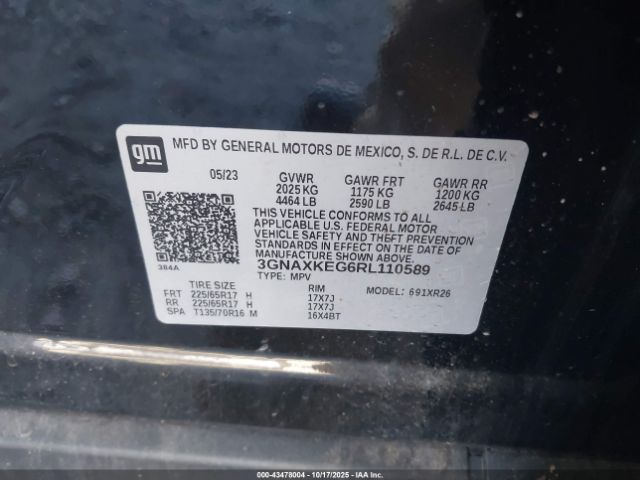 gm
MFD BY GENERAL MOTORS DE MEXICO, S. DE R.L. DE C.V.
05/23 GVWR GAWR FRT GAWR RR
2025 KG 1175 KG 1200 KG
4464 LB 2590 LB 2645 LB
THIS VEHICLE CONFORMS TO ALL
APPLICABLE U.S. FEDERAL MOTOR
VEHICLE SAFETY, BUMPER, AND THEFT
PREVENTION STANDARDS IN EFFECT ON THE DATE OF
MANUFACTURE SHOWN ABOVE.
3GNAXKEG6RL110589
384A
TYPE: MPV
TIRE SIZE RIM MODEL: 691XR26
FRT 225/65R17 H 17X7J
RR 225/65R17 H 17X7J
SPA T135/70R16 M 16X4BT
000-43478004 | 10/17/2025 | IAA, Inc.